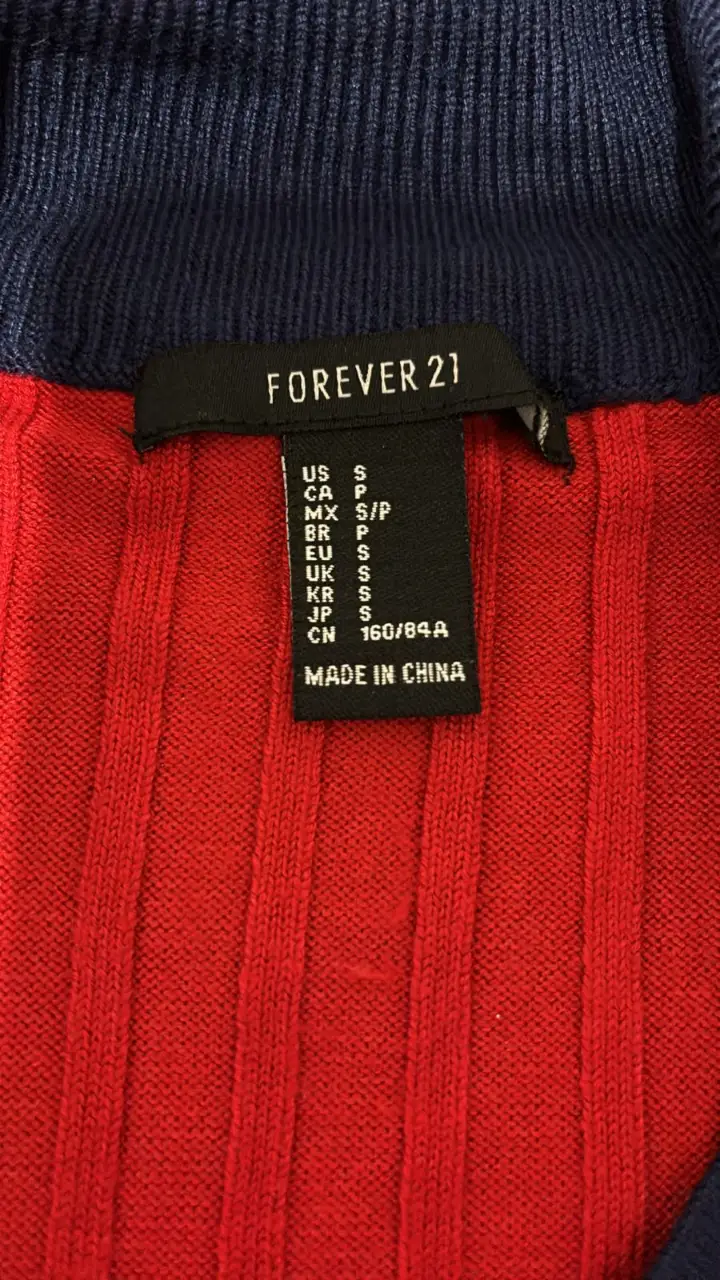 FOREVER 21
US S
CA P
MX S/P
BR P
EU S
UK S
KR S
JP S
CN 160/84A
MADE IN CHINA